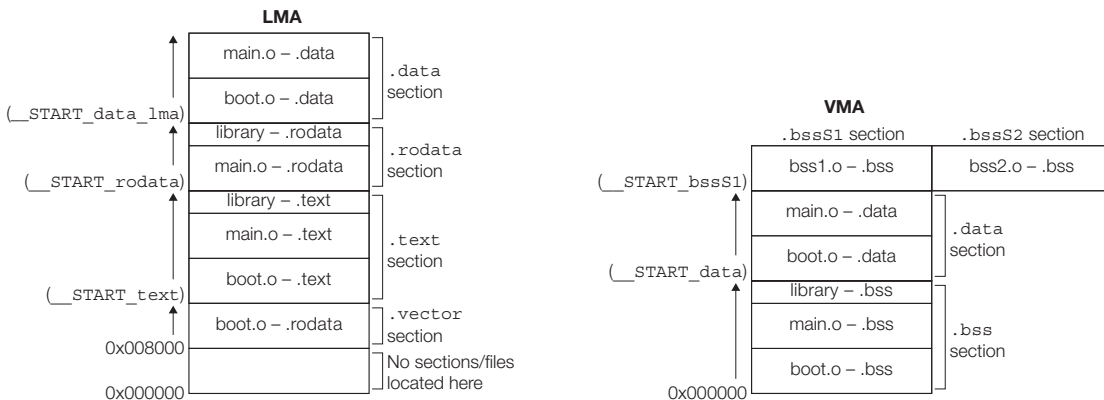 LMA
main.o – .data
boot.o – .data
.data
section
(__START_data_lma)
library – .rodata
main.o – .rodata
.rodata
section
(__START_rodata)
library – .text
main.o – .text
boot.o – .text
.text
section
(__START_text)
boot.o – .rodata
.vector
section
0x008000
No sections/files
located here
0x000000
VMA
.bssS1 section
.bssS2 section
bss1.o – .bss
bss2.o – .bss
(__START_bssS1)
main.o – .data
boot.o – .data
.data
section
(__START_data)
library – .bss
main.o – .bss
boot.o – .bss
.bss
section
0x000000